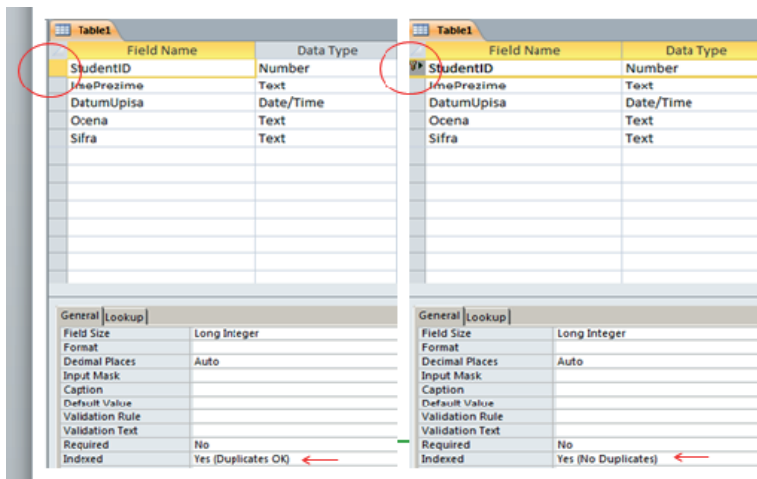 Table1
Field Name Data Type
StudentID Number
ImePrezime Text
DatumUpisa Date/Time
Ocena Text
Sifra Text
General Lookup
Field Size Long Integer
Format
Decimal Places Auto
Input Mask
Caption
Default Value
Validation Rule
Validation Text
Required No
Indexed Yes (Duplicates OK)
Table1
Field Name Data Type
StudentID Number
ImePrezime Text
DatumUpisa Date/Time
Ocena Text
Sifra Text
General Lookup
Field Size Long Integer
Format
Decimal Places Auto
Input Mask
Caption
Default Value
Validation Rule
Validation Text
Required No
Indexed Yes (No Duplicates)